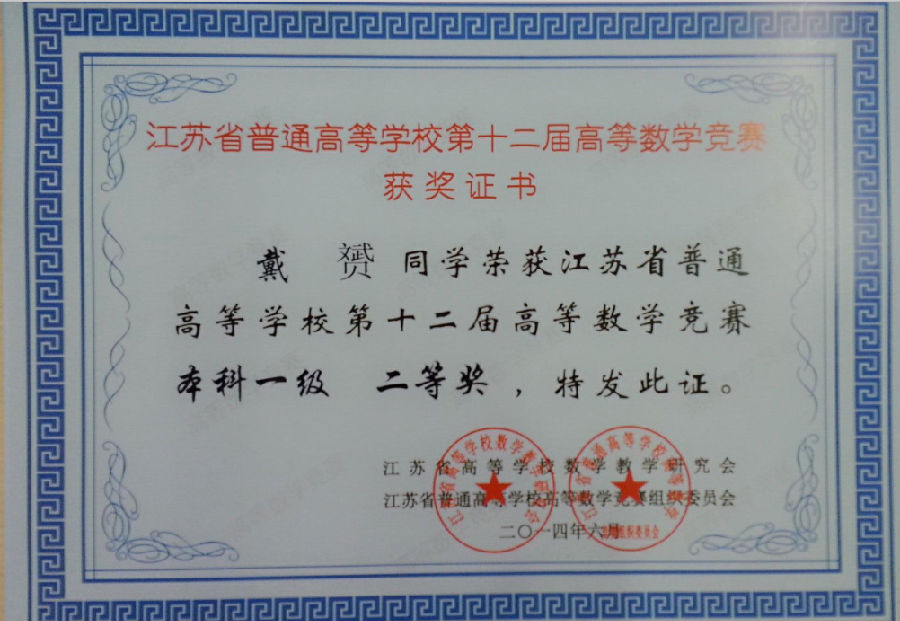 江苏省普通高等学校第十二届高等数学竞赛
获奖证书
戴 赟 同学荣获江苏省普通
高等学校第十二届高等数学竞赛
本科一级 二等奖，特发此证。
江苏省高等学校数学教学研究会
江苏省普通高等学校高等数学竞赛组织委员会
二〇一四年六月